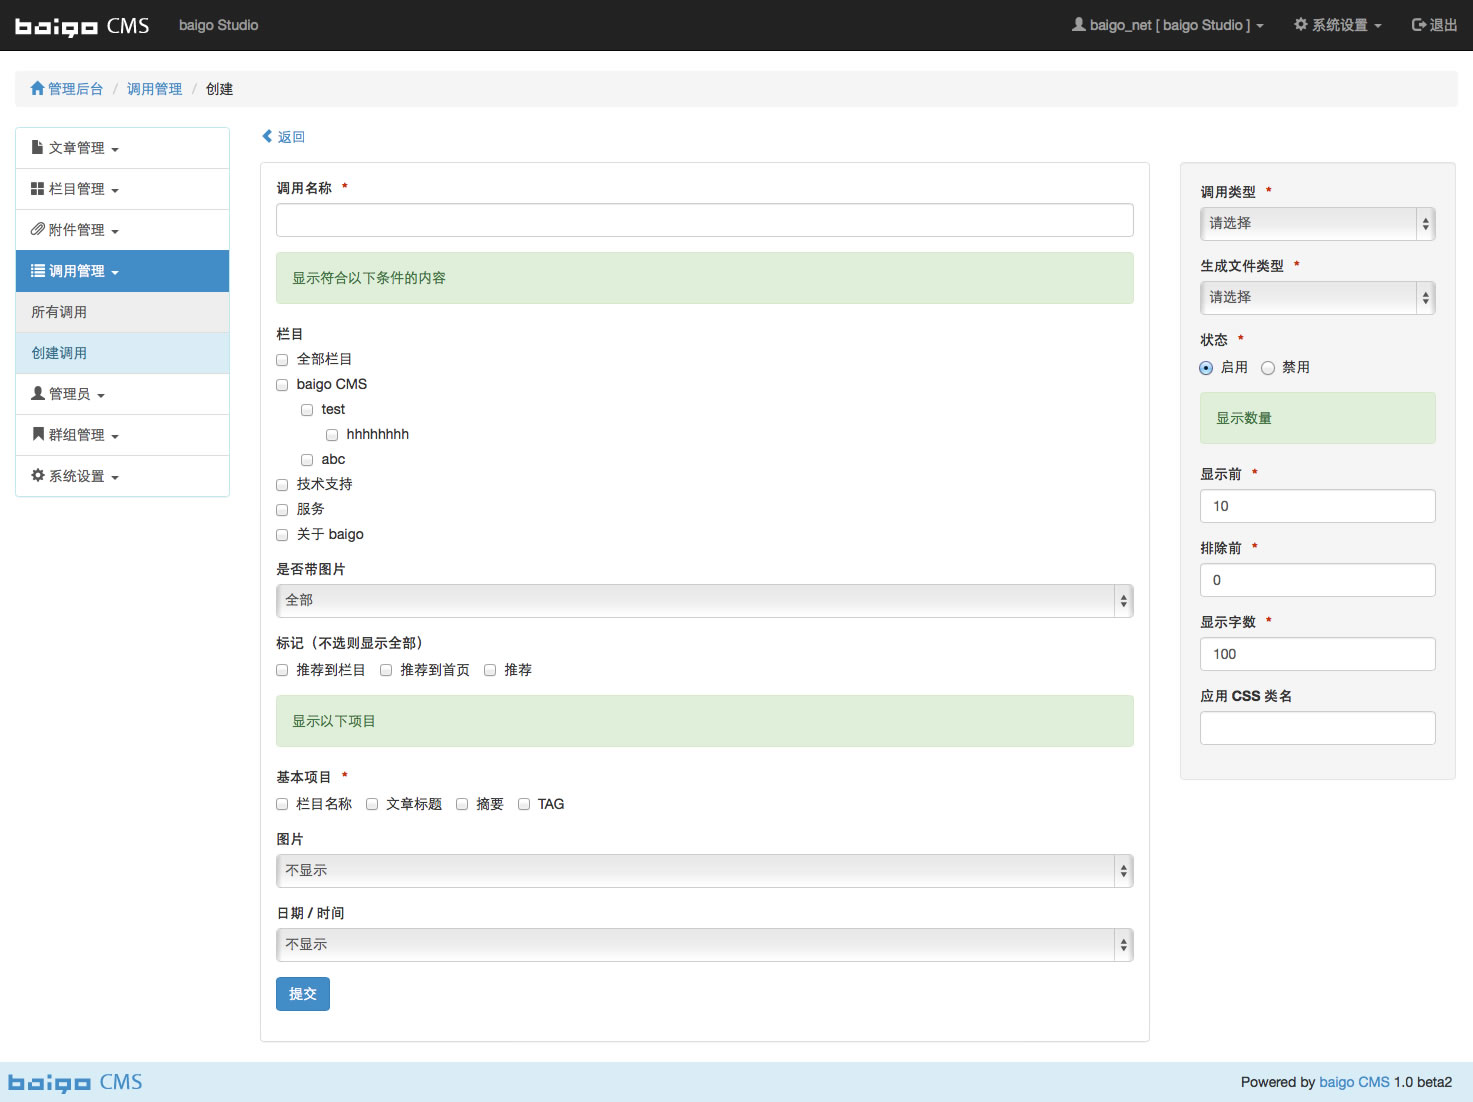 baigo CMS baigo Studio baigo_net [ baigo Studio ] 系统设置 退出
管理后台 / 调用管理 / 创建
文章管理
栏目管理
附件管理
调用管理
所有调用
创建调用
管理员
群组管理
系统设置
返回
调用名称 *
显示符合以下条件的内容
栏目
全部栏目
baigo CMS
test
hhhhhhhh
abc
技术支持
服务
关于 baigo
是否带图片
全部
标记（不选则显示全部）
推荐到栏目 推荐到首页 推荐
显示以下项目
基本项目 *
栏目名称 文章标题 摘要 TAG
图片
不显示
日期 / 时间
不显示
提交
调用类型 *
请选择
生成文件类型 *
请选择
状态 *
启用 禁用
显示数量
显示前 *
10
排除前 *
0
显示字数 *
100
应用 CSS 类名
baigo CMS Powered by baigo CMS 1.0 beta2